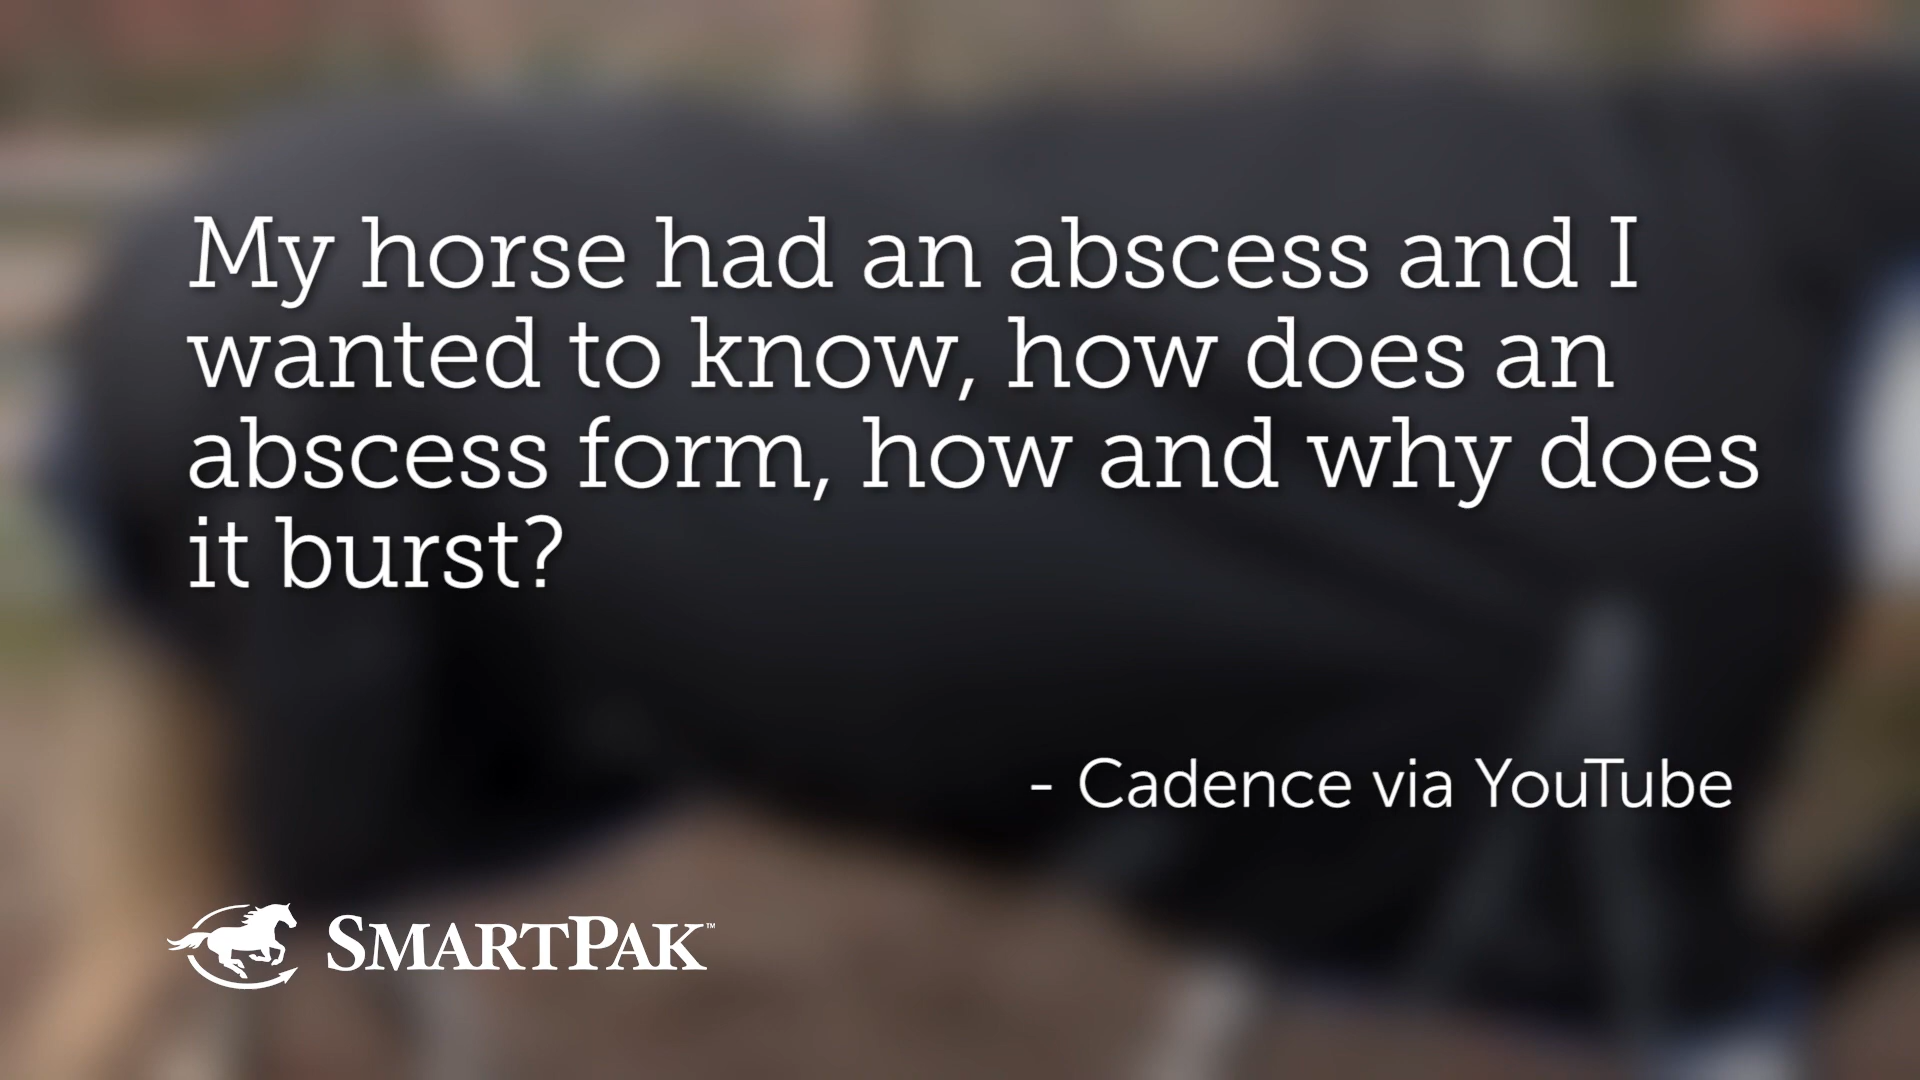 My horse had an abscess and I
wanted to know, how does an
abscess form, how and why does
it burst?
- Cadence via YouTube
SMARTPAK™